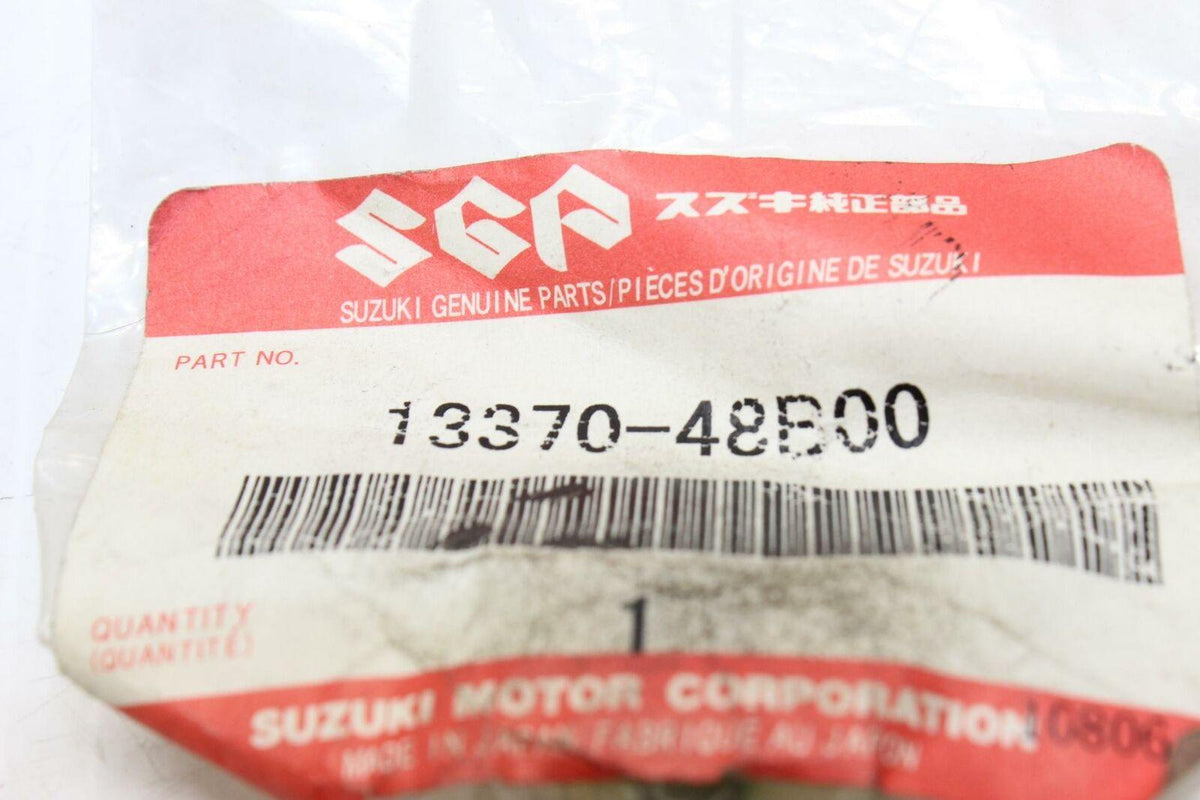 SGP スズキ純正部品
SUZUKI GENUINE PARTS/PIÈCES D'ORIGINE DE SUZUKI
PART NO.
13370-48B00
QUANTITY
(QUANTITÉ)
1
SUZUKI MOTOR CORPORATION 10806
MADE IN JAPAN/FABRIQUE AU JAPON